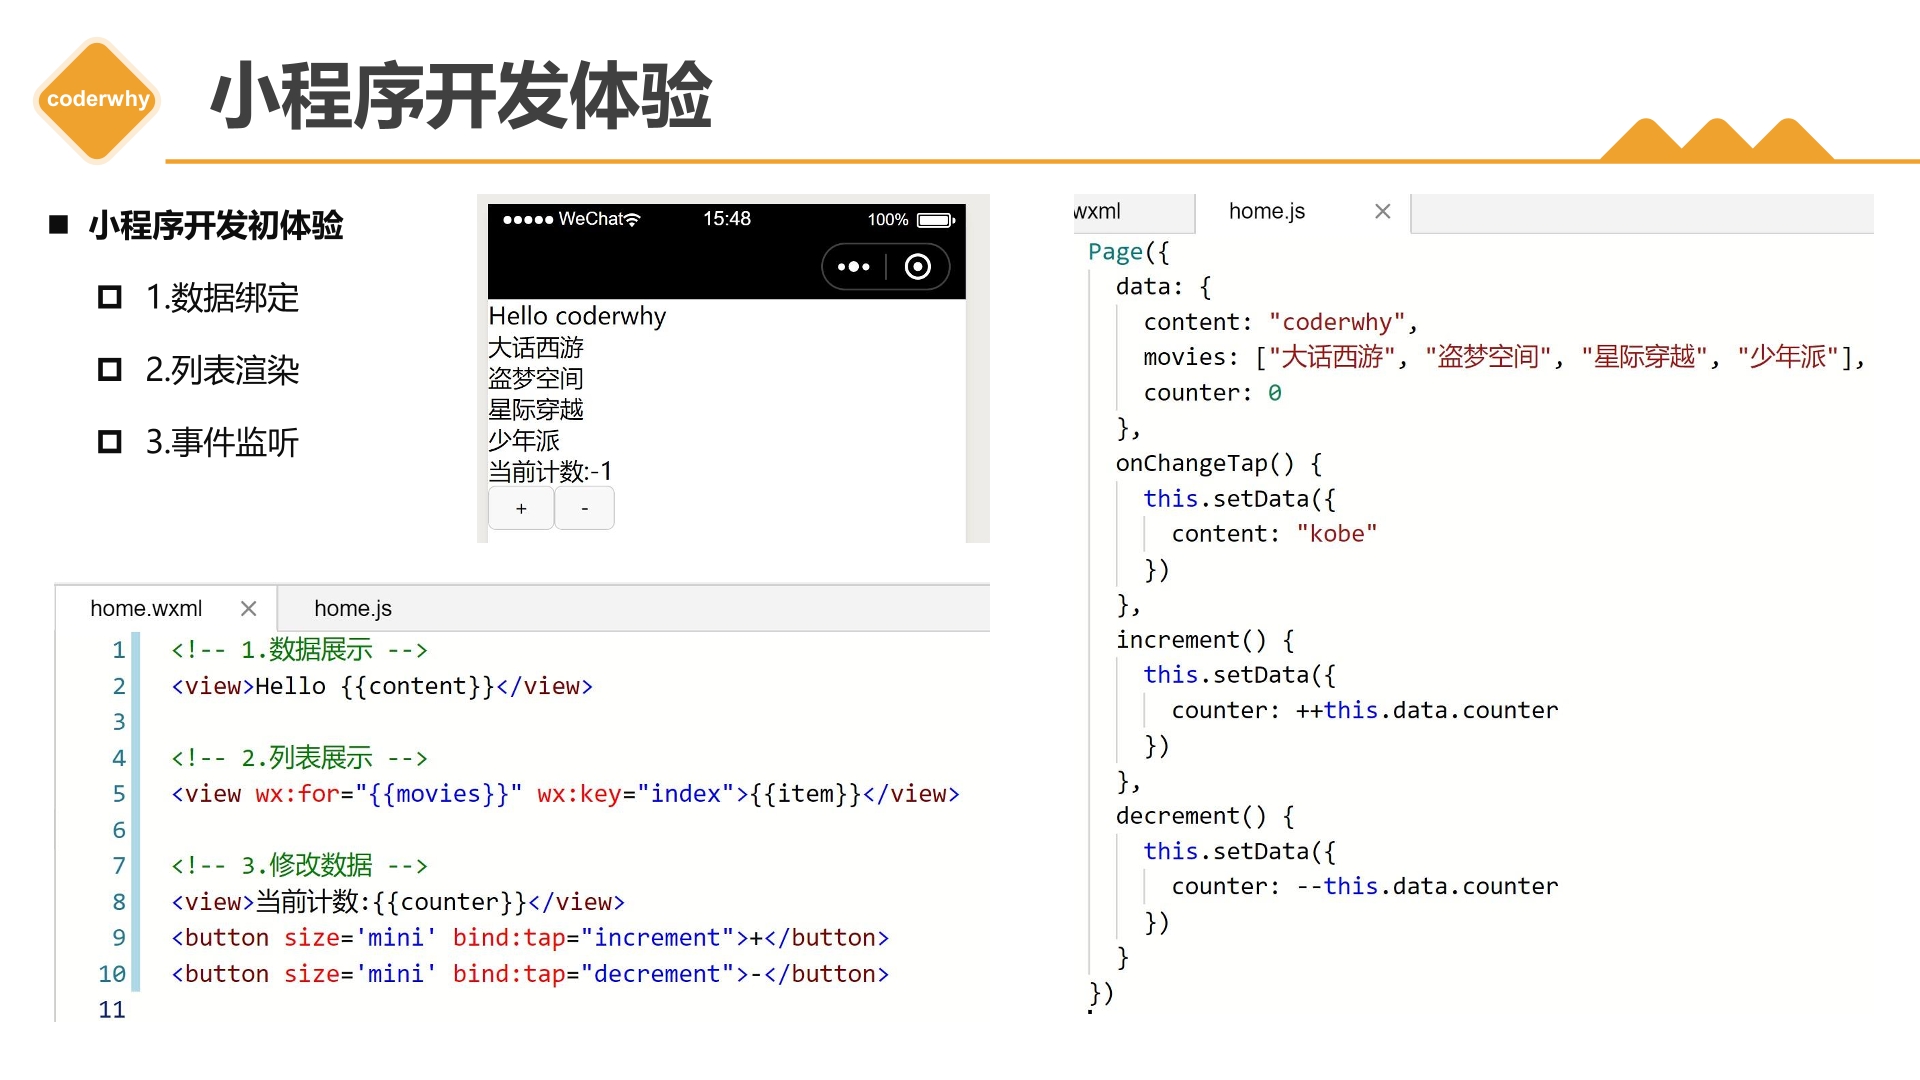 coderwhy
小程序开发体验
小程序开发初体验
1.数据绑定
2.列表渲染
3.事件监听
WeChat 15:48 100%
Hello coderwhy
大话西游
盗梦空间
星际穿越
少年派
当前计数:-1
+ -
home.wxml home.js
1 <!-- 1.数据展示 -->
2 <view>Hello {{content}}</view>
3
4 <!-- 2.列表展示 -->
5 <view wx:for="{{movies}}" wx:key="index">{{item}}</view>
6
7 <!-- 3.修改数据 -->
8 <view>当前计数:{{counter}}</view>
9 <button size='mini' bind:tap="increment">+</button>
10 <button size='mini' bind:tap="decrement">-</button>
11
wxml home.js
Page({
data: {
content: "coderwhy",
movies: ["大话西游", "盗梦空间", "星际穿越", "少年派"],
counter: 0
},
onChangeTap() {
this.setData({
content: "kobe"
})
},
increment() {
this.setData({
counter: ++this.data.counter
})
},
decrement() {
this.setData({
counter: --this.data.counter
})
}
})